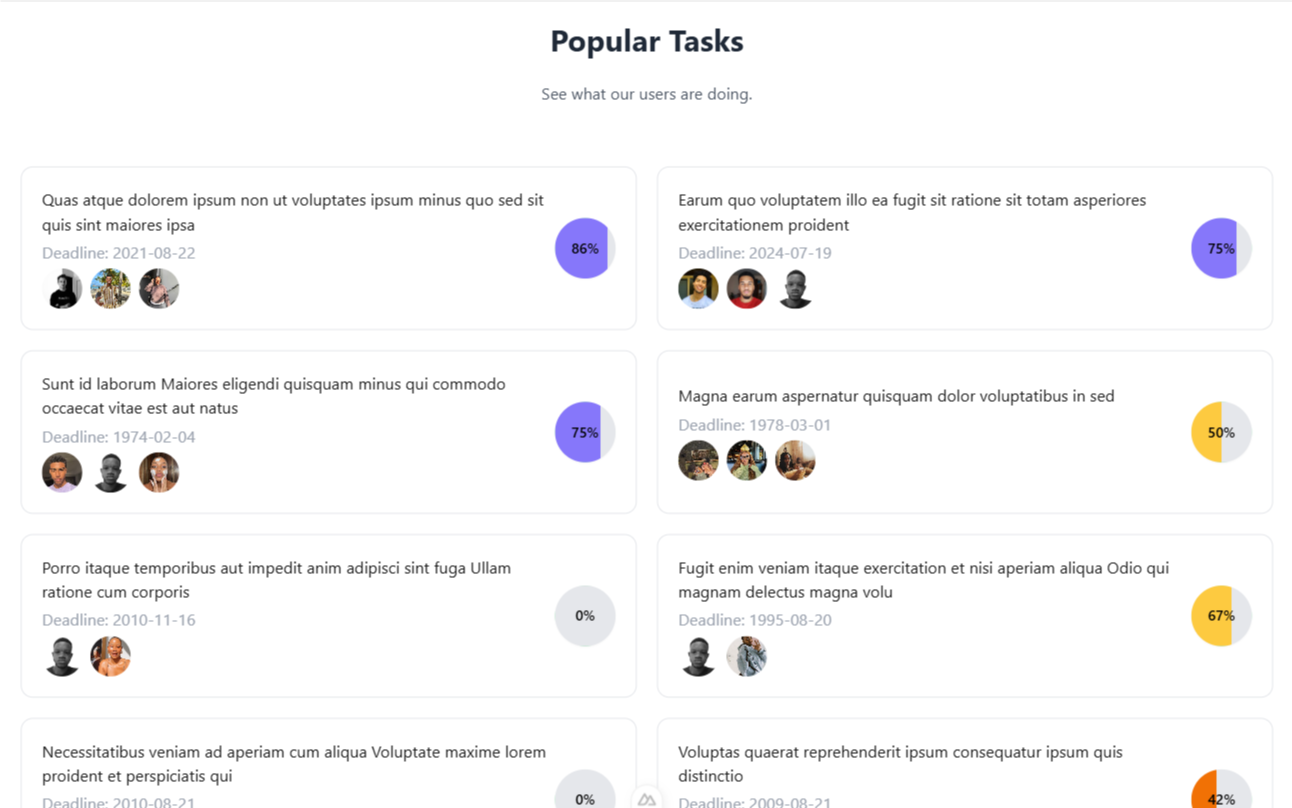 Popular Tasks
See what our users are doing.
Quas atque dolorem ipsum non ut voluptates ipsum minus quo sed sit
quis sint maiores ipsa
Deadline: 2021-08-22
86%
Earum quo voluptatem illo ea fugit sit ratione sit totam asperiores
exercitationem proident
Deadline: 2024-07-19
75%
Sunt id laborum Maiores eligendi quisquam minus qui commodo
occaecat vitae est aut natus
Deadline: 1974-02-04
75%
Magna earum aspernatur quisquam dolor voluptatibus in sed
Deadline: 1978-03-01
50%
Porro itaque temporibus aut impedit anim adipisci sint fuga Ullam
ratione cum corporis
Deadline: 2010-11-16
0%
Fugit enim veniam itaque exercitation et nisi aperiam aliqua Odio qui
magnam delectus magna volu
Deadline: 1995-08-20
67%
Necessitatibus veniam ad aperiam cum aliqua Voluptate maxime lorem
proident et perspiciatis qui
Deadline: 2010-08-21
0%
Voluptas quaerat reprehenderit ipsum consequatur ipsum quis
distinctio
Deadline: 2009-08-21
42%